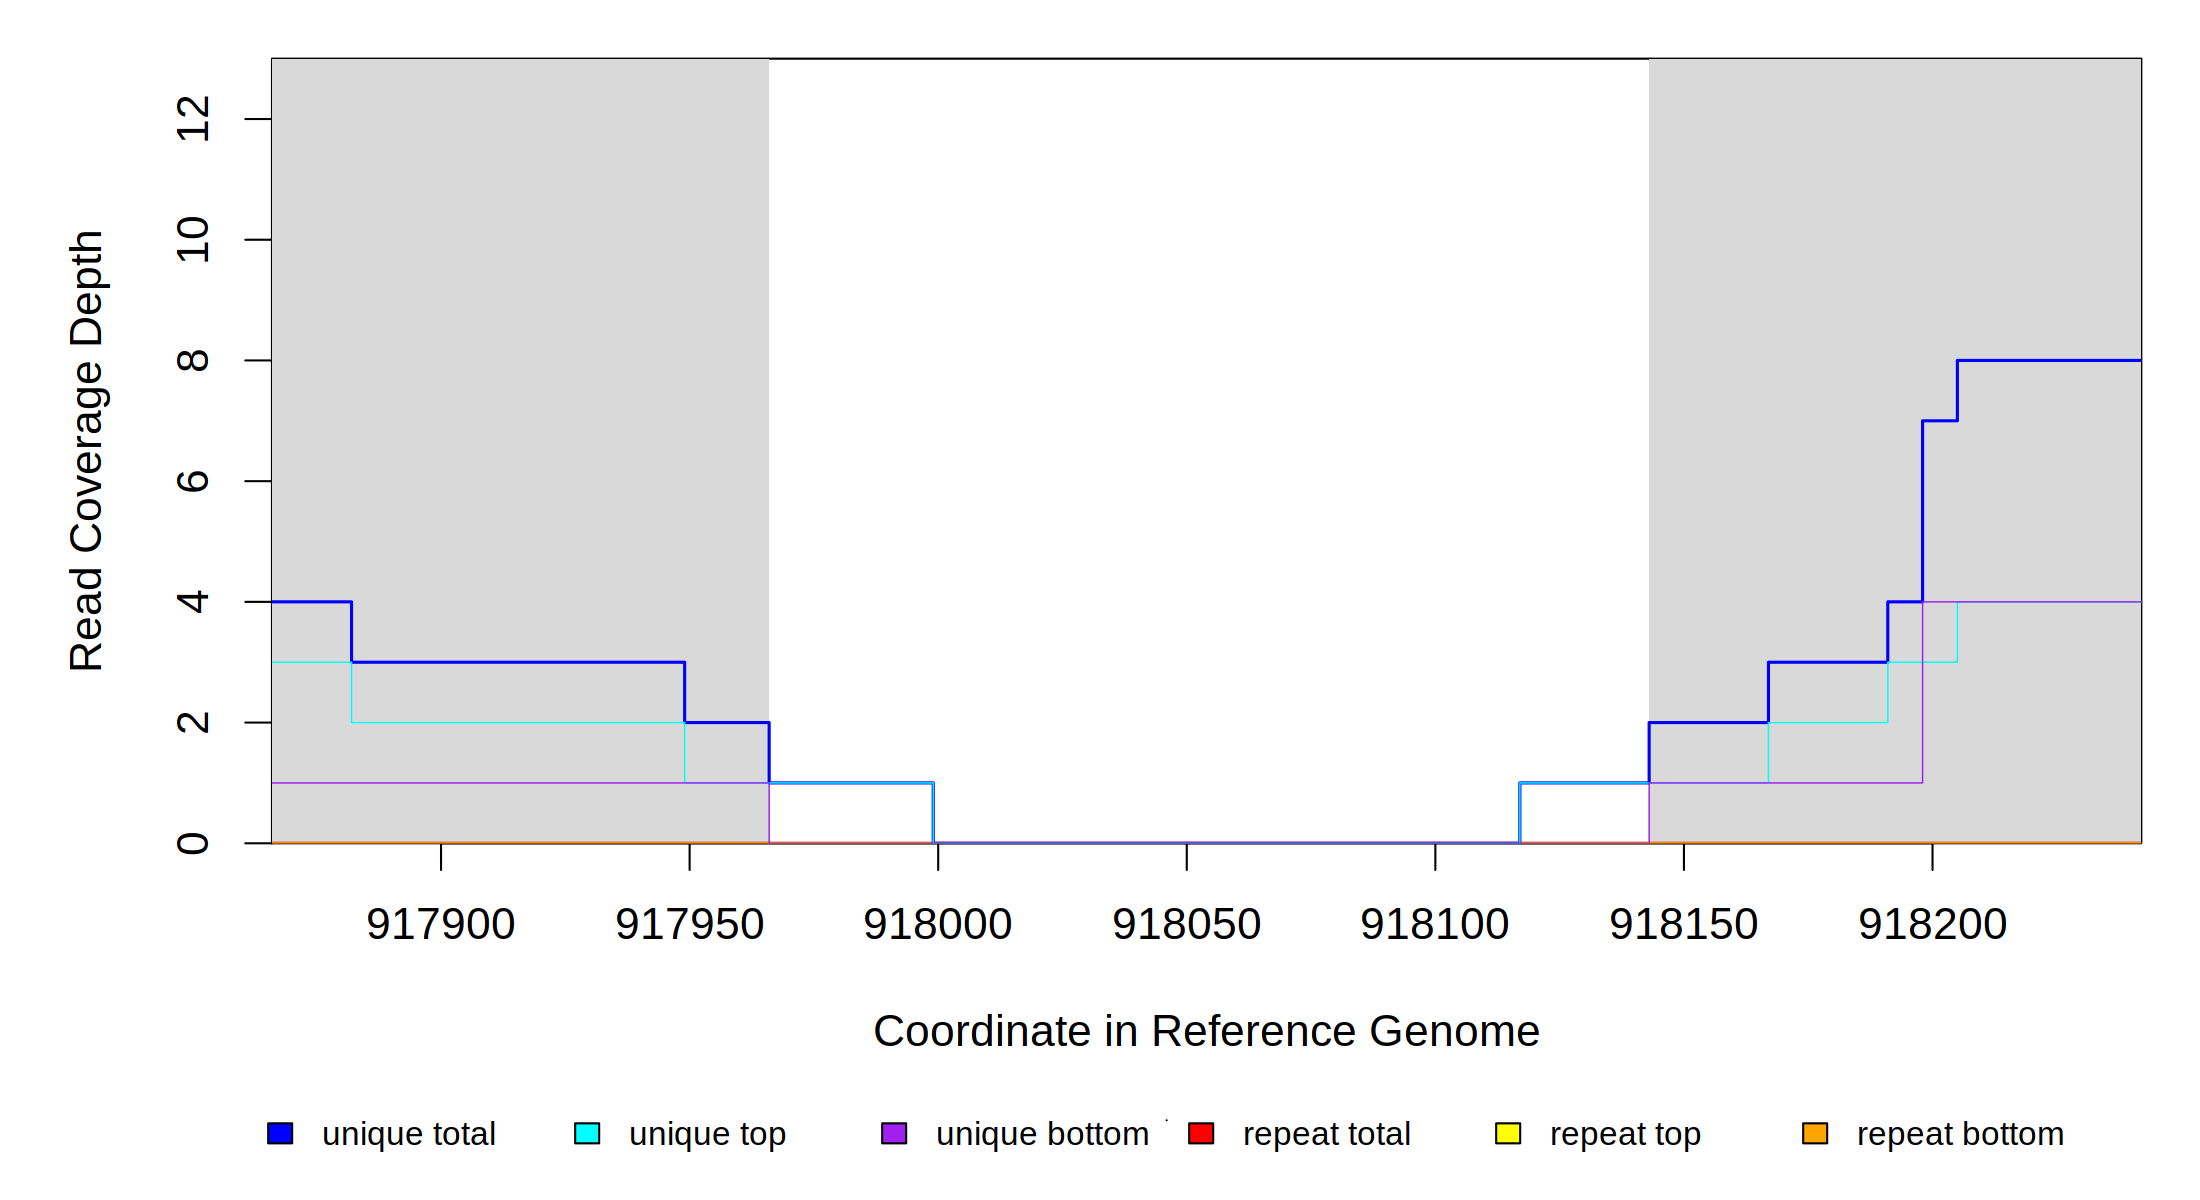 12
10
8
6
4
2
0
Read Coverage Depth
917900 917950 918000 918050 918100 918150 918200
Coordinate in Reference Genome
unique total unique top unique bottom repeat total repeat top repeat bottom